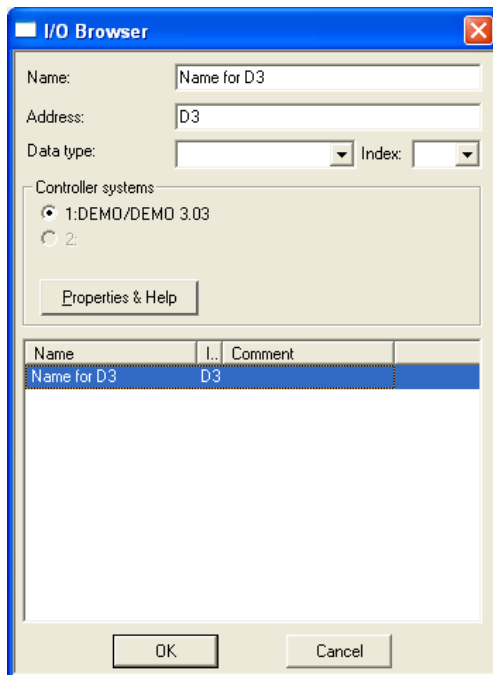 I/O Browser
Name: Name for D3
Address: D3
Data type: Index:
Controller systems
1:DEMO/DEMO 3.03
2:
Properties & Help
Name I.. Comment
Name for D3 D3
OK Cancel